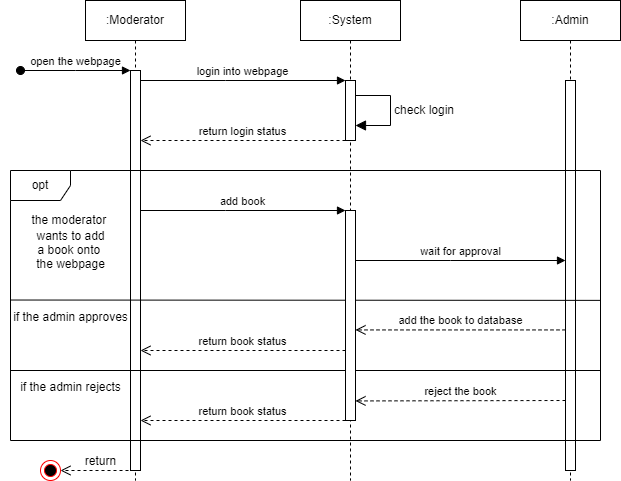 :Moderator
:System
:Admin
open the webpage
login into webpage
check login
return login status
opt
add book
the moderator
wants to add
a book onto
the webpage
wait for approval
if the admin approves
add the book to database
return book status
if the admin rejects
reject the book
return book status
return